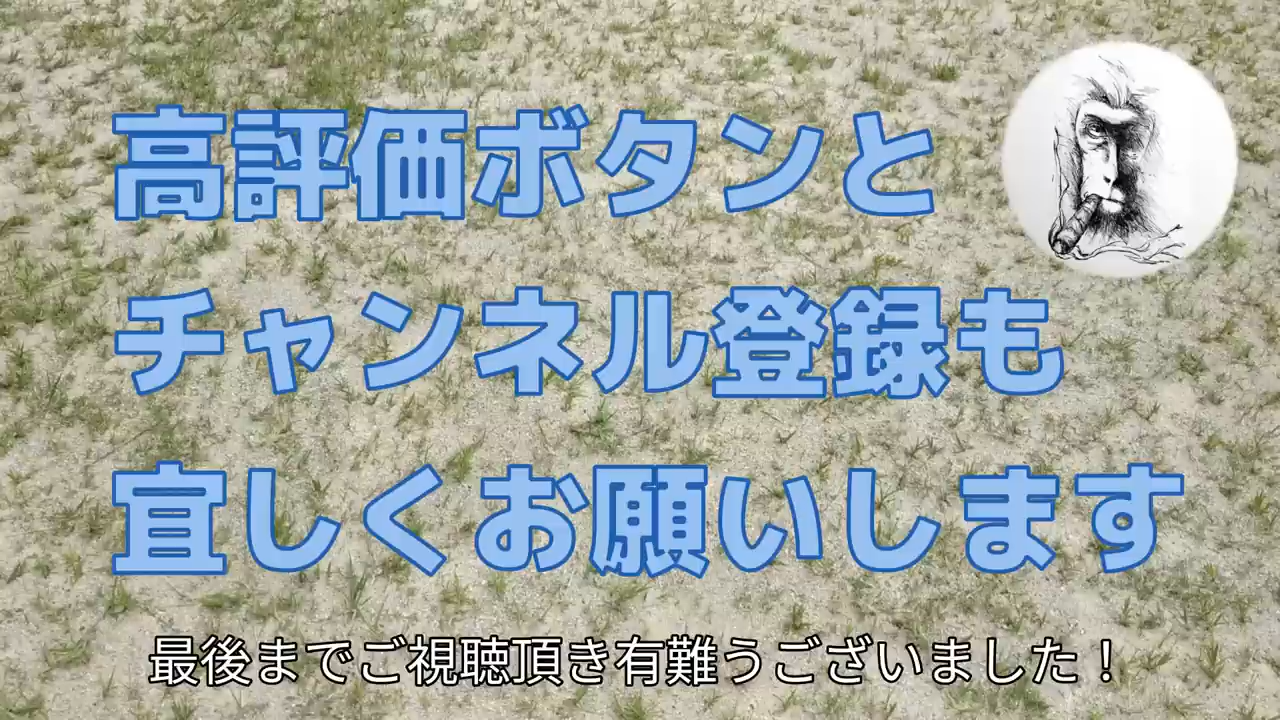 高評価ボタンと
チャンネル登録も
宜しくお願いします
最後までご視聴頂き有難うございました！